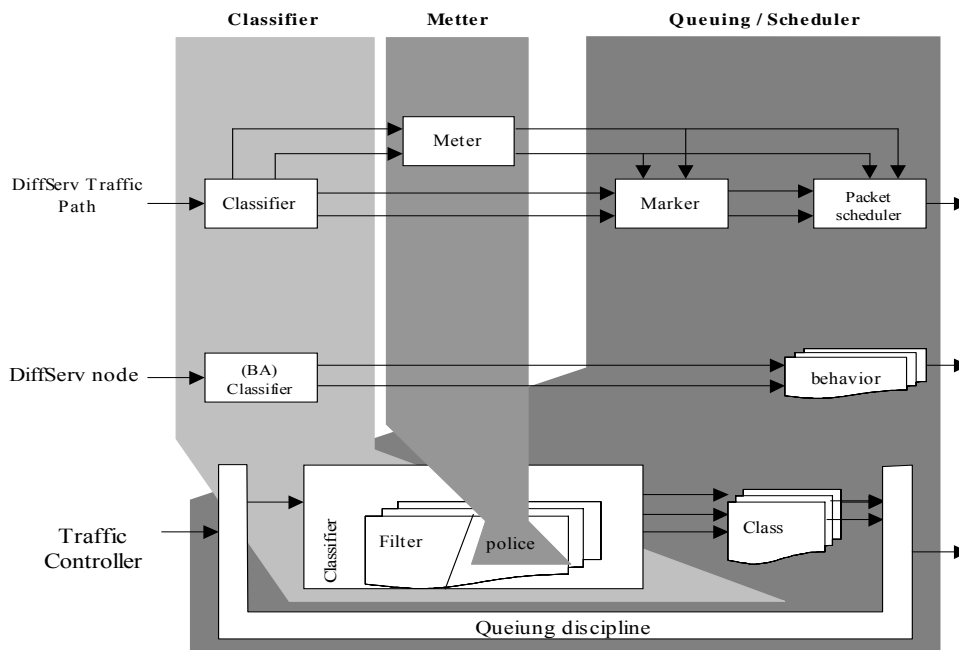 Classifier
Metter
Queuing / Scheduler
Meter
DiffServ Traffic
Path
Classifier
Marker
Packet
scheduler
DiffServ node
(BA)
Classifier
behavior
Traffic
Controller
Classifier
Filter
police
Class
Queiung discipline